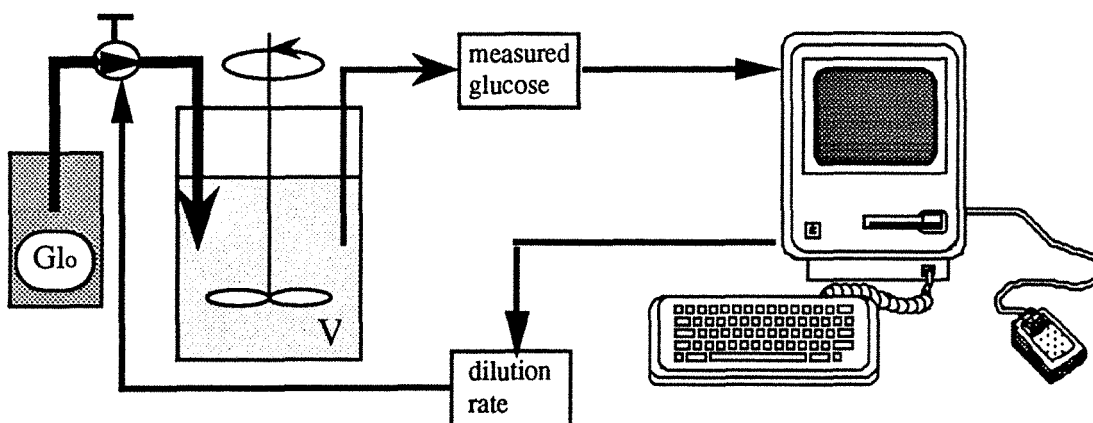 measured
glucose
Glo
V
dilution
rate